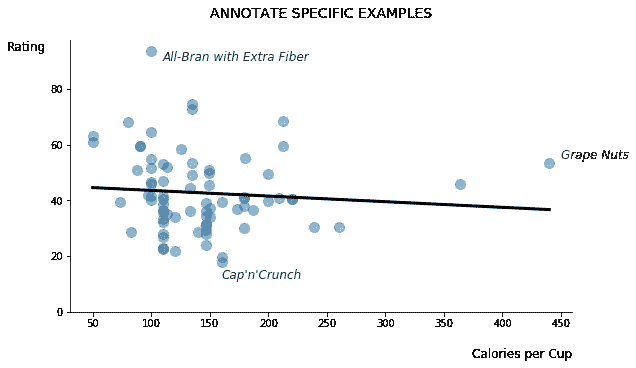 ANNOTATE SPECIFIC EXAMPLES
Rating
All-Bran with Extra Fiber
80
60
Grape Nuts
40
20
Cap'n'Crunch
0
50 100 150 200 250 300 350 400 450
Calories per Cup